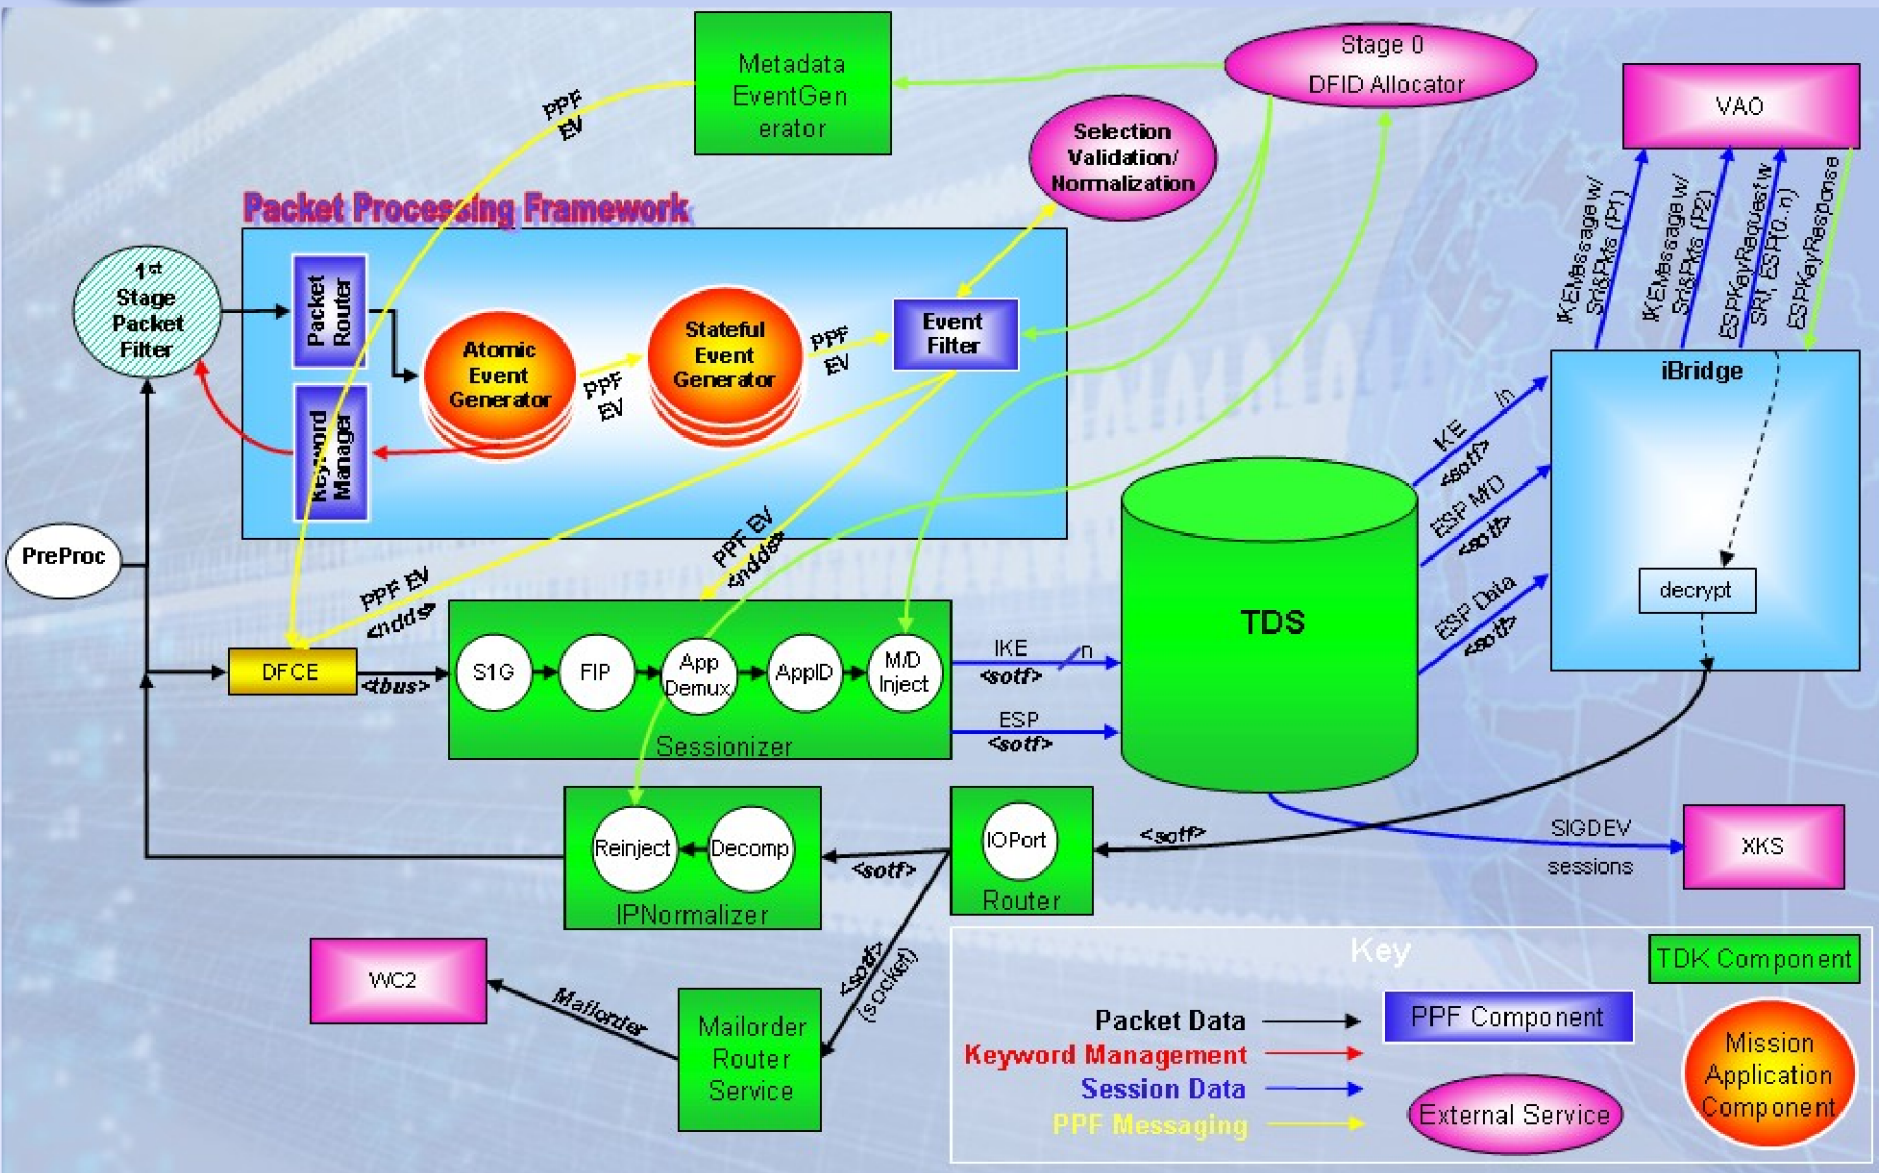 Metadata
EventGen
erator
Stage 0
DFID Allocator
VAO
PPF
EV
Selection
Validation/
Normalization
Packet Processing Framework
IKEMessage w/
Sri&Pkts (P1)
IKEMessage w/
Sri&Pkts (P2)
ESPKeyRequest w
SRI, ESP(0..n)
ESPKeyResponse
1st
Stage
Packet
Filter
Packet
Router
Atomic
Event
Generator
PPF
EV
Stateful
Event
Generator
PPF
EV
Event
Filter
iBridge
Keyword
Manager
IKE
/n
<sotf>
ESP M/D
<sotf>
ESP Data
<sotf>
decrypt
PreProc
PPF EV
<ndds>
PPF EV
<ndds>
TDS
DFCE
<tbus>
S1G
FIP
App
Demux
AppID
M/D
Inject
Sessionizer
IKE
n
<sotf>
ESP
<sotf>
Reinject
Decomp
IPNormalizer
<sotf>
IOPort
Router
<sotf>
SIGDEV
sessions
XKS
WC2
Mailorder
Mailorder
Router
Service
<sotf>
(socket)
Key
TDK Component
Packet Data
PPF Component
Keyword Management
Session Data
PPF Messaging
External Service
Mission
Application
Component